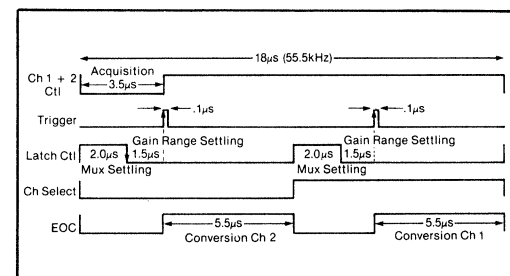 18µs (55.5kHz)
Ch 1 + 2
Ctl
Acquisition
3.5µs
.1µs
.1µs
Trigger
Gain Range Settling
Gain Range Settling
Latch Ctl
2.0µs
1.5µs
2.0µs
1.5µs
Mux Settling
Mux Settling
Ch Select
EOC
5.5µs
5.5µs
Conversion Ch 2
Conversion Ch 1